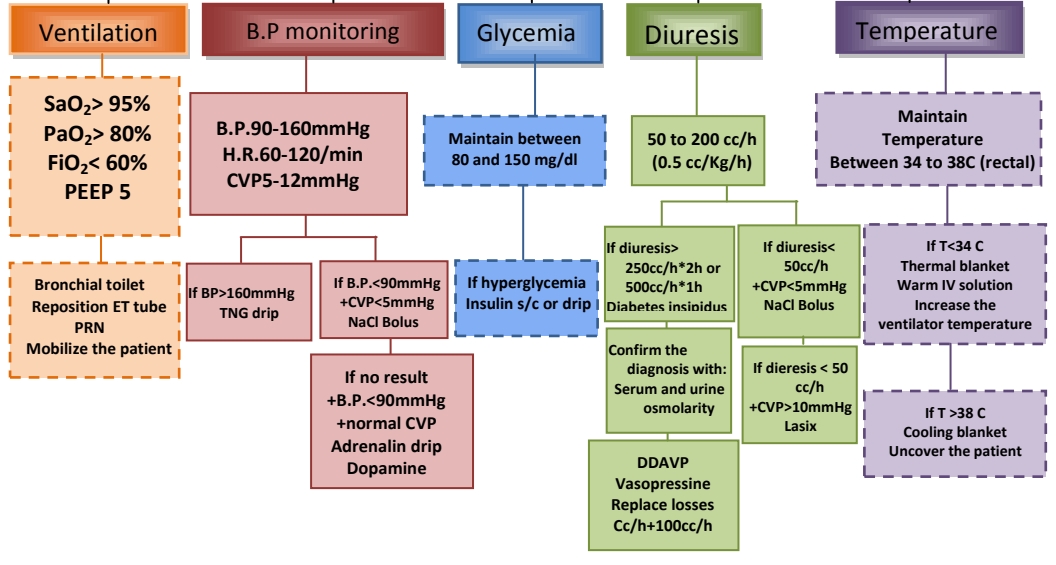 Ventilation
SaO₂> 95%
PaO₂> 80%
FiO₂< 60%
PEEP 5
Bronchial toilet
Reposition ET tube
PRN
Mobilize the patient
B.P monitoring
B.P.90-160mmHg
H.R.60-120/min
CVP5-12mmHg
If BP>160mmHg
TNG drip
If B.P.<90mmHg
+CVP<5mmHg
NaCl Bolus
If no result
+B.P.<90mmHg
+normal CVP
Adrenalin drip
Dopamine
Glycemia
Maintain between
80 and 150 mg/dl
If hyperglycemia
Insulin s/c or drip
Diuresis
50 to 200 cc/h
(0.5 cc/Kg/h)
If diuresis>
250cc/h*2h or
500cc/h*1h
Diabetes insipidus
Confirm the
diagnosis with:
Serum and urine
osmolarity
DDAVP
Vasopressine
Replace losses
Cc/h+100cc/h
If diuresis<
50cc/h
+CVP<5mmHg
NaCl Bolus
If dieresis < 50
cc/h
+CVP>10mmHg
Lasix
Temperature
Maintain
Temperature
Between 34 to 38C (rectal)
If T<34 C
Thermal blanket
Warm IV solution
Increase the
ventilator temperature
If T >38 C
Cooling blanket
Uncover the patient